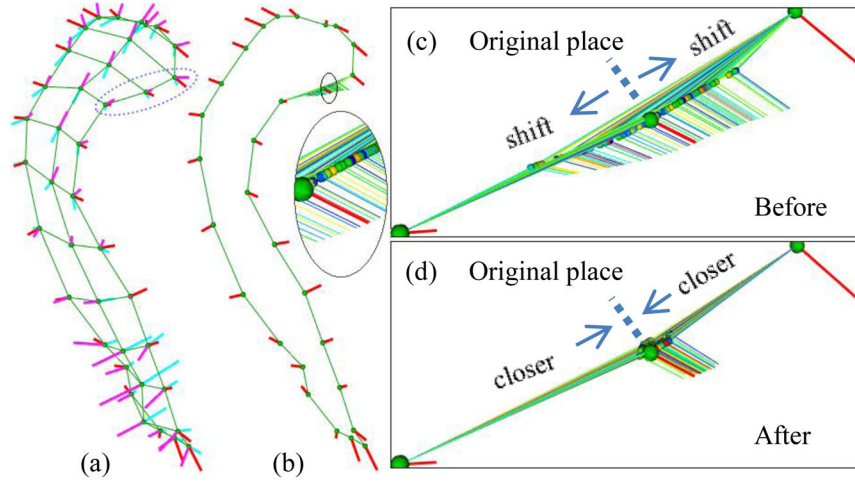 (c)
Original place
shift
shift
Before
(d)
Original place
closer
closer
After
(a)
(b)